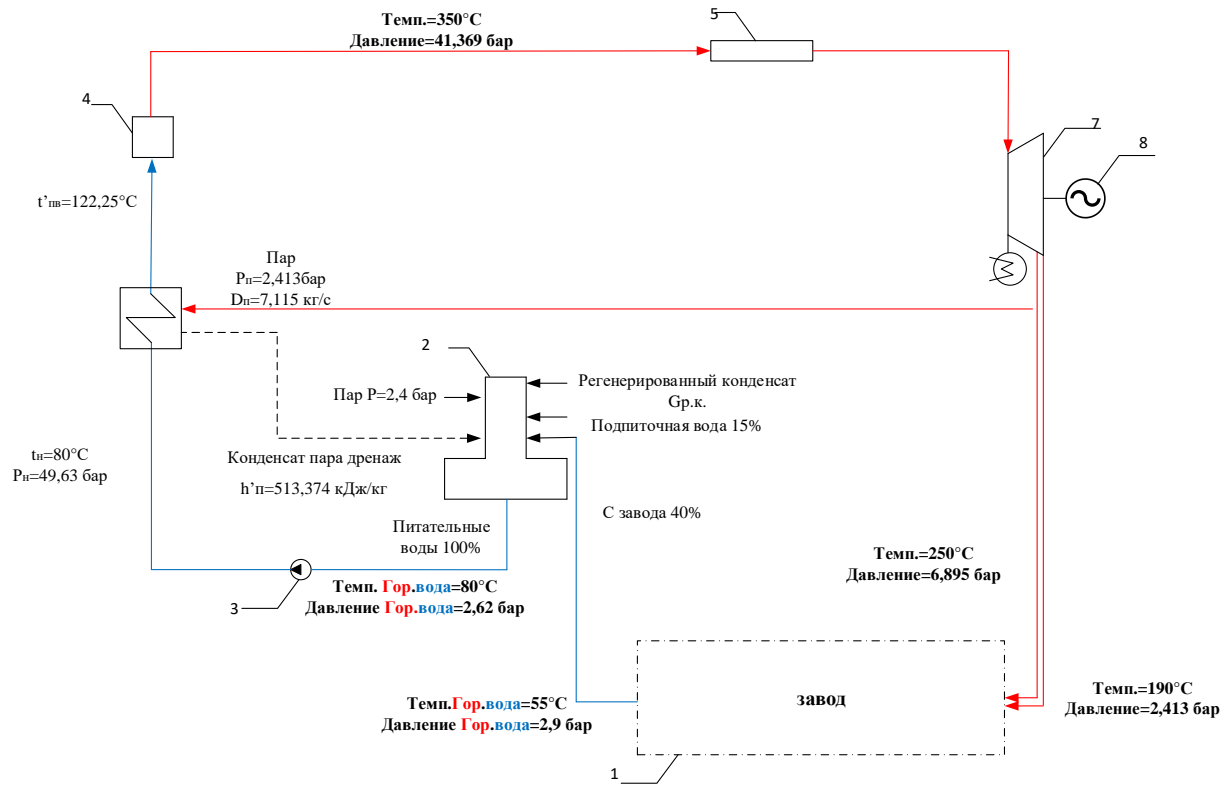 Темп.=350°C
Давление=41,369 бар
5
4
7
8
t’пв=122,25°C
Пар
Pп=2,413бар
Dп=7,115 кг/с
2
Пар P=2,4 бар
Регенерированный конденсат
Gр.к.
Подпиточная вода 15%
tн=80°C
Pн=49,63 бар
Конденсат пара дренаж
h’п=513,374 кДж/кг
С завода 40%
Питательные
воды 100%
3
Темп. Гор.вода=80°C
Давление Гор.вода=2,62 бар
Темп.=250°C
Давление=6,895 бар
Темп.Гор.вода=55°C
Давление Гор.вода=2,9 бар
завод
Темп.=190°C
Давление=2,413 бар
1